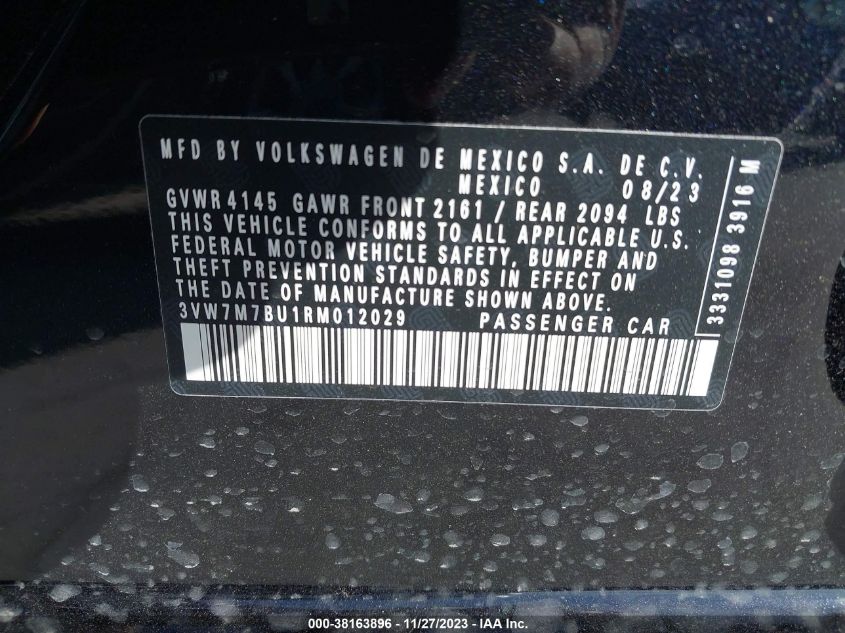 MFD BY VOLKSWAGEN DE MEXICO S.A. DE C.V.
MEXICO 08/23
GVWR 4145 GAWR FRONT 2161 / REAR 2094 LBS
THIS VEHICLE CONFORMS TO ALL APPLICABLE U.S.
FEDERAL MOTOR VEHICLE SAFETY, BUMPER AND
THEFT PREVENTION STANDARDS IN EFFECT ON
THE DATE OF MANUFACTURE SHOWN ABOVE.
3VW7M7BU1RM012029 PASSENGER CAR
3331098 3916 M
000-38163896 - 11/27/2023 - IAA Inc.